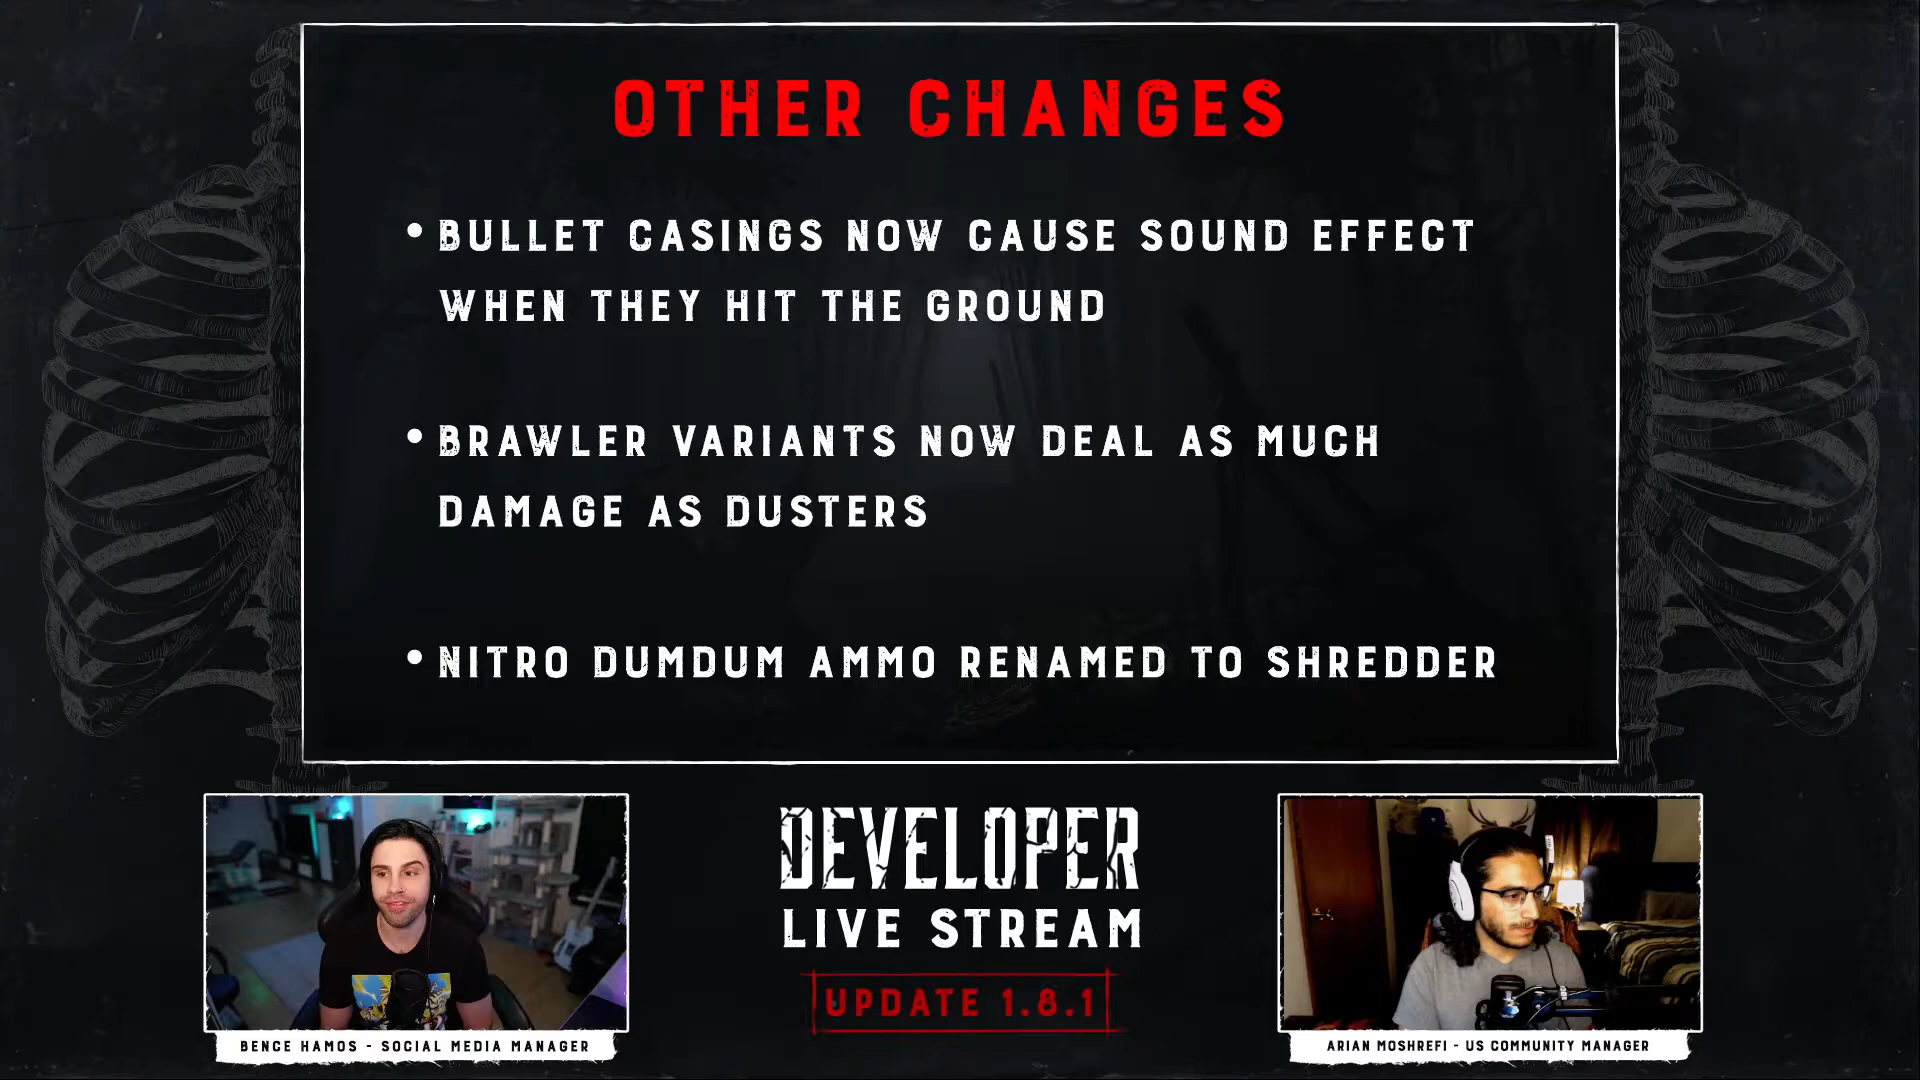 OTHER CHANGES
• BULLET CASINGS NOW CAUSE SOUND EFFECT
WHEN THEY HIT THE GROUND
• BRAWLER VARIANTS NOW DEAL AS MUCH
DAMAGE AS DUSTERS
• NITRO DUMDUM AMMO RENAMED TO SHREDDER
DEVELOPER
LIVE STREAM
UPDATE 1.8.1
BENCE HAMOS - SOCIAL MEDIA MANAGER
ARIAN MOSHREFI - US COMMUNITY MANAGER